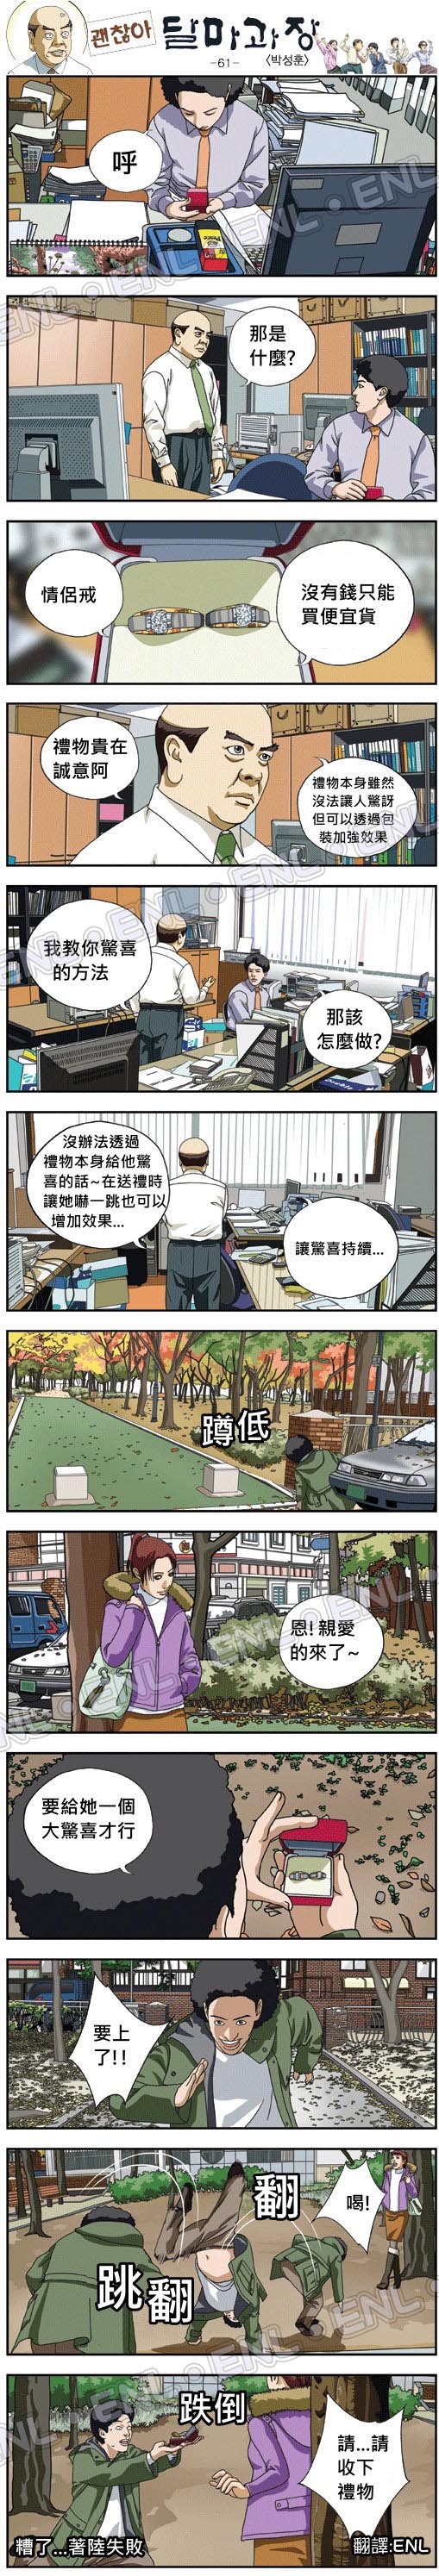 괜찮아 달마과장
-61- <박성훈>
呼
那是
什麼?
情侶戒
沒有錢只能
買便宜貨
禮物貴在
誠意阿
禮物本身雖然
沒法讓人驚訝
但可以透過包
裝加強效果
我教你驚喜
的方法
那該
怎麼做?
沒辦法透過
禮物本身給他驚
喜的話~在送禮時
讓她嚇一跳也可以
增加效果...
讓驚喜持續...
蹲低
恩!親愛
的來了~
要給她一個
大驚喜才行
要上
了!!
翻
喝!
跳翻
跌倒
請...請
收下
禮物
糟了...著陸失敗
翻譯:ENL